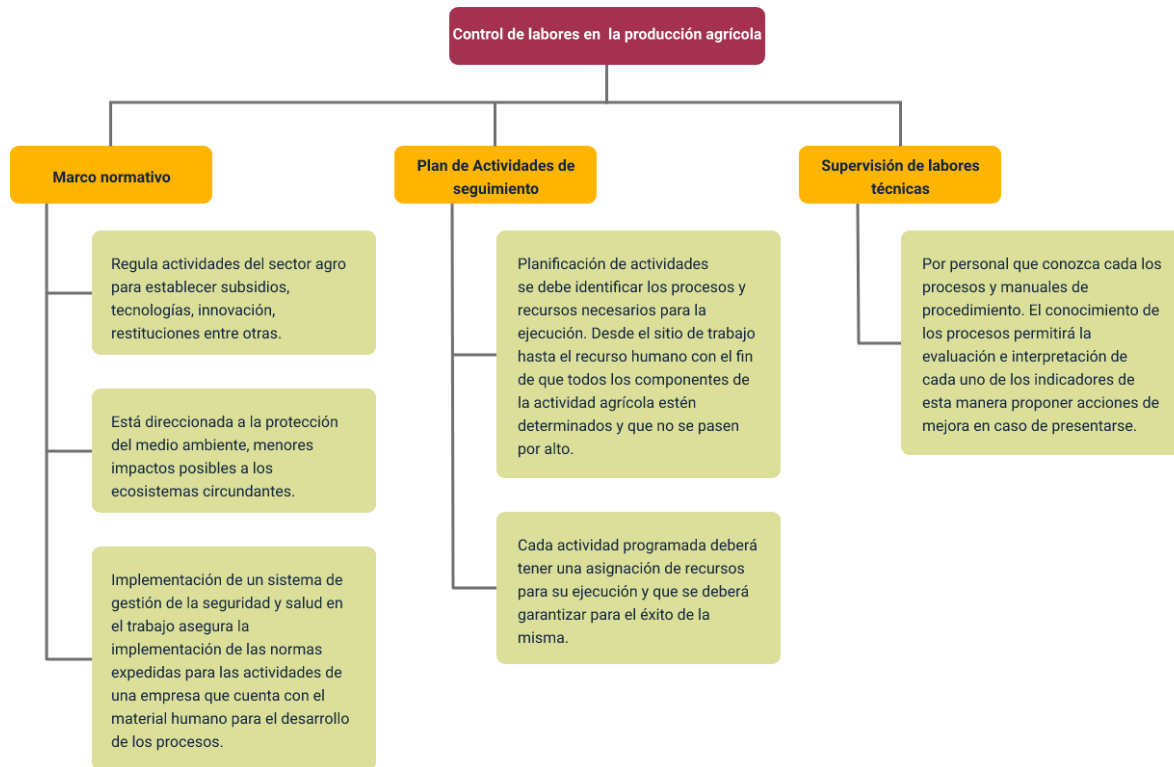 Control de labores en la producción agrícola
Marco normativo
Regula actividades del sector agro
para establecer subsidios,
tecnologías, innovación,
restituciones entre otras.
Está direccionada a la protección
del medio ambiente, menores
impactos posibles a los
ecosistemas circundantes.
Implementación de un sistema de
gestión de la seguridad y salud en
el trabajo asegura la
implementación de las normas
expedidas para las actividades de
una empresa que cuenta con el
material humano para el desarrollo
de los procesos.
Plan de Actividades de
seguimiento
Planificación de actividades
se debe identificar los procesos y
recursos necesarios para la
ejecución. Desde el sitio de trabajo
hasta el recurso humano con el fin
de que todos los componentes de
la actividad agrícola estén
determinados y que no se pasen
por alto.
Cada actividad programada deberá
tener una asignación de recursos
para su ejecución y que se deberá
garantizar para el éxito de la
misma.
Supervisión de labores
técnicas
Por personal que conozca cada los
procesos y manuales de
procedimiento. El conocimiento de
los procesos permitirá la
evaluación e interpretación de
cada uno de los indicadores de
esta manera proponer acciones de
mejora en caso de presentarse.